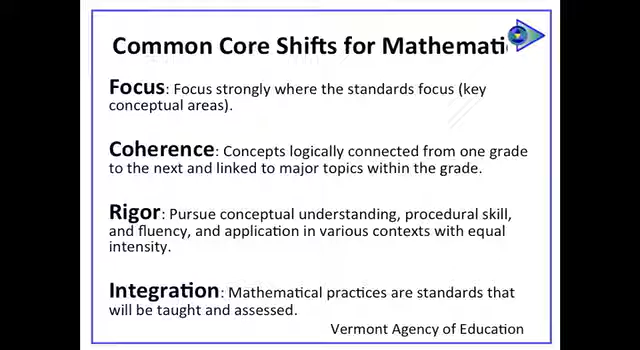 Common Core Shifts for Mathemati
Focus: Focus strongly where the standards focus (key
conceptual areas).
Coherence: Concepts logically connected from one grade
to the next and linked to major topics within the grade.
Rigor: Pursue conceptual understanding, procedural skill,
and fluency, and application in various contexts with equal
intensity.
Integration: Mathematical practices are standards that
will be taught and assessed.
Vermont Agency of Education